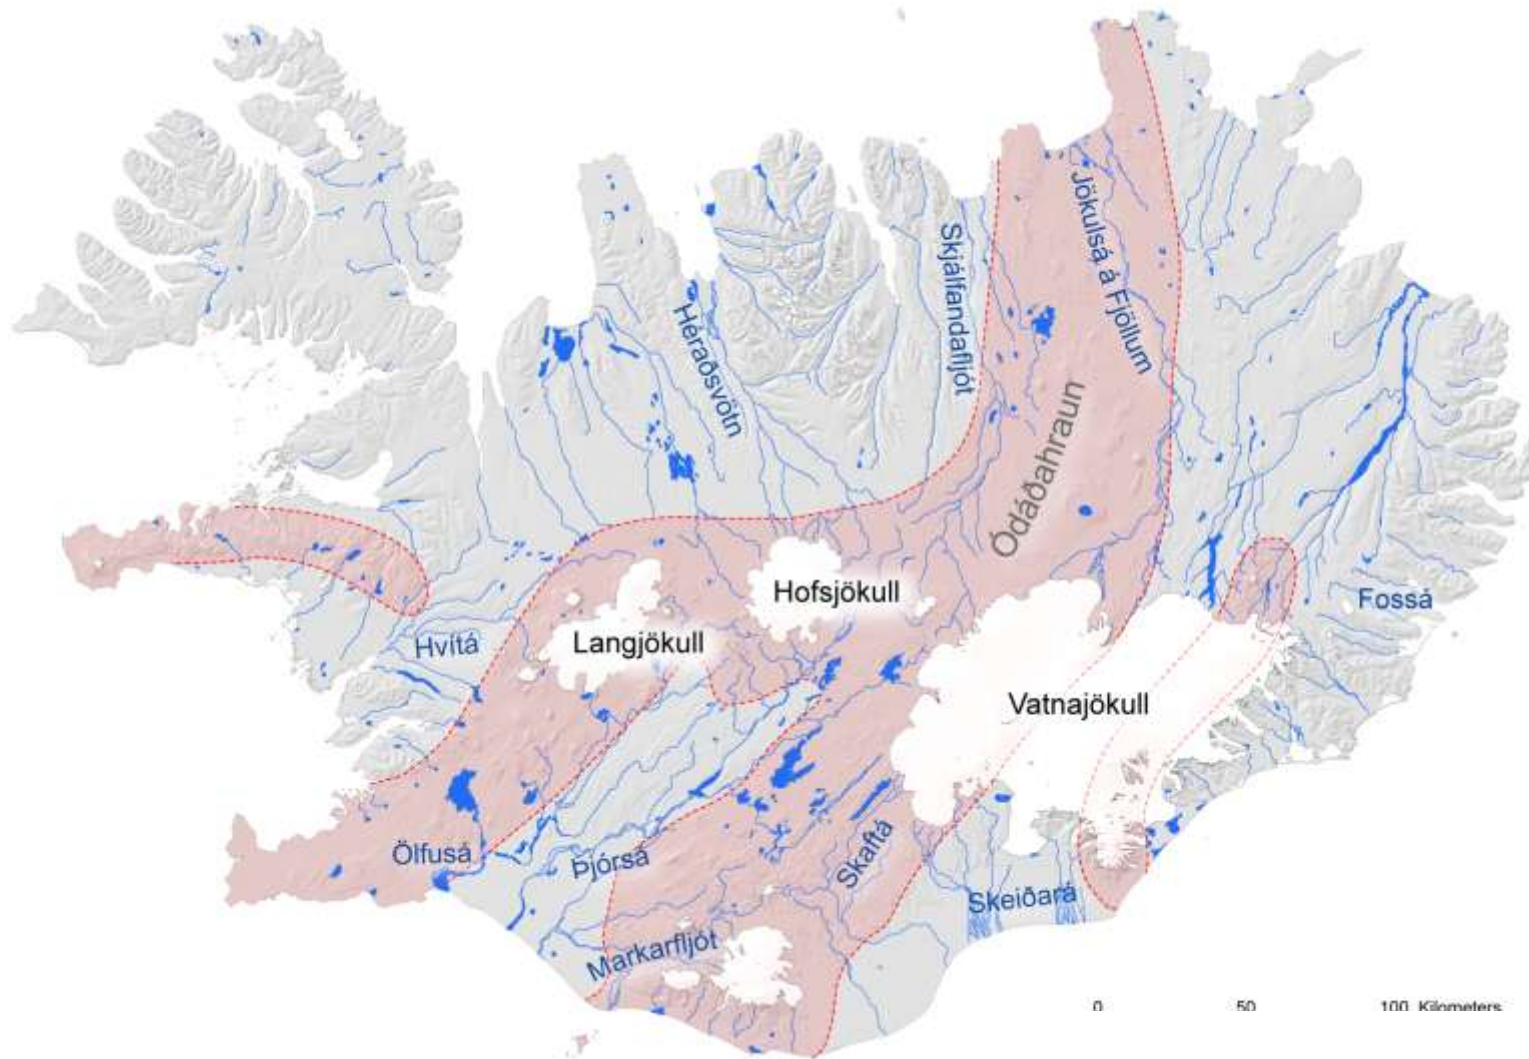 Skjálfandafljót
Jökulsá á Fjöllum
Héraðsvötn
Ódáðahraun
Hofsjökull
Langjökull
Hvítá
Fossá
Vatnajökull
Ölfusá
Þjórsá
Skaftá
Skeiðará
Markarfljót
0 50 100 Kilometers